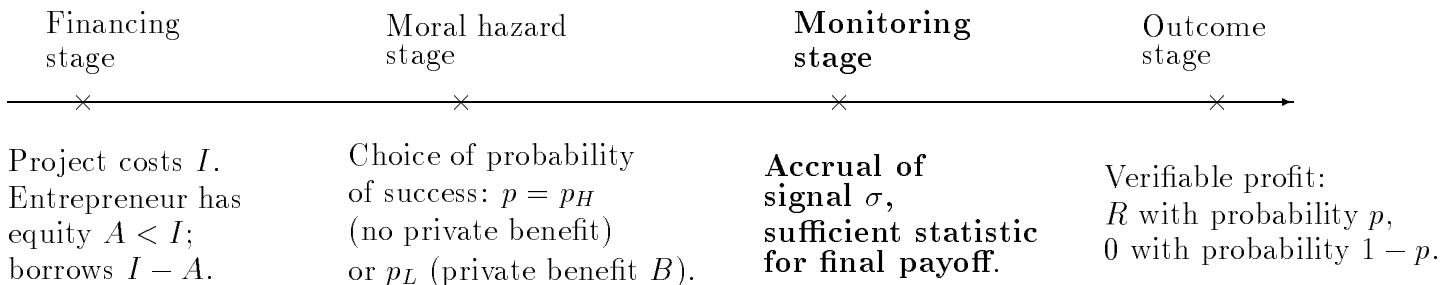 Financing
stage
Moral hazard
stage
Monitoring
stage
Outcome
stage
Project costs I.
Entrepreneur has
equity A < I;
borrows I − A.
Choice of probability
of success: p = p_H
(no private benefit)
or p_L (private benefit B).
Accrual of
signal σ,
sufficient statistic
for final payoff.
Verifiable profit:
R with probability p,
0 with probability 1 − p.